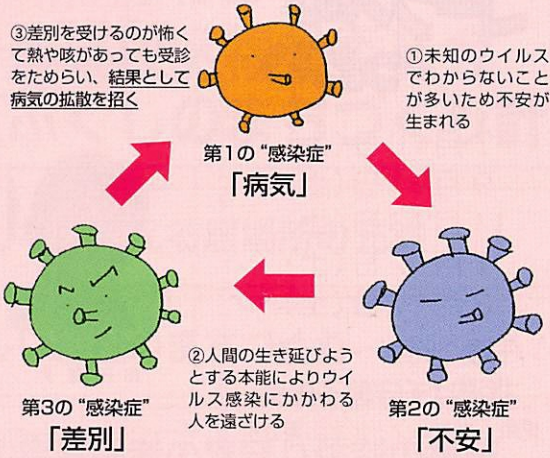 ③差別を受けるのが怖く
て熱や咳があっても受診
をためらい、結果として
病気の拡散を招く
①未知のウイルス
でわからないこと
が多いため不安が
生まれる
第1の“感染症”
「病気」
②人間の生き延びよう
とする本能によりウイ
ルス感染にかかわる
人を遠ざける
第3の“感染症”
「差別」
第2の“感染症”
「不安」